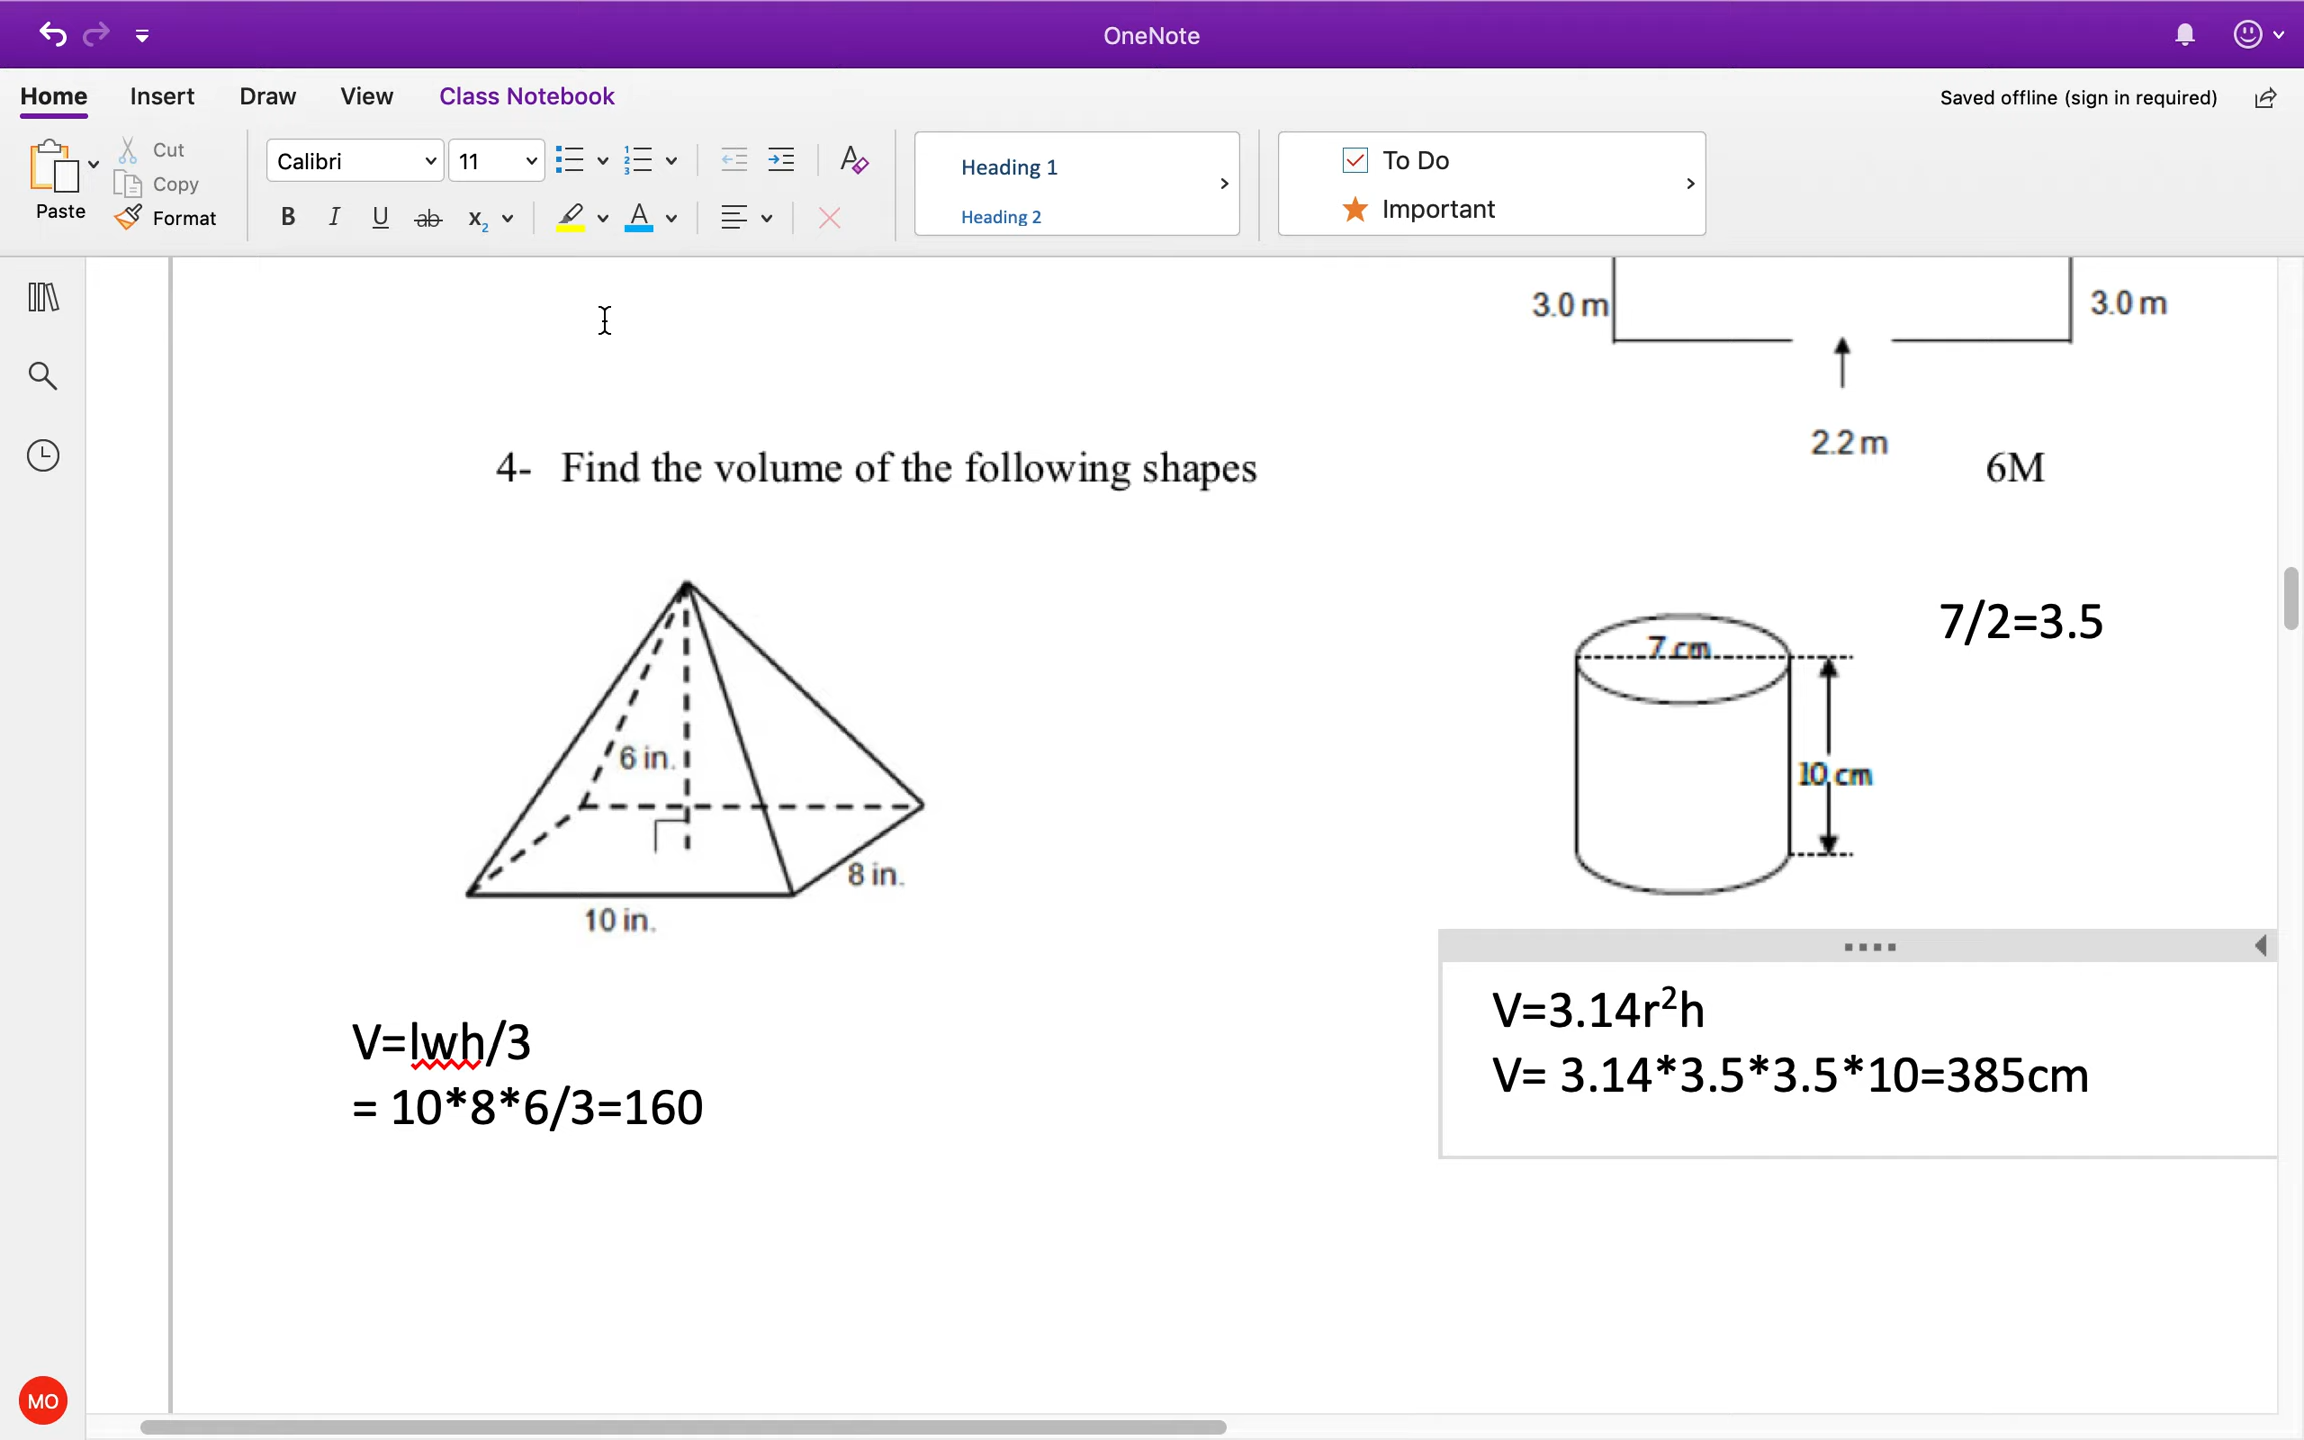 OneNote
Home Insert Draw View Class Notebook
Saved offline (sign in required)
Paste
Cut
Copy
Format
Calibri
11
B I U ab x2
A
Heading 1
Heading 2
To Do
Important
3.0 m
3.0 m
2.2 m
4- Find the volume of the following shapes
6M
7/2=3.5
7 cm
6 in.
10 cm
8 in.
10 in.
V=3.14r²h
V= 3.14*3.5*3.5*10=385cm
V=lwh/3
= 10*8*6/3=160
MO